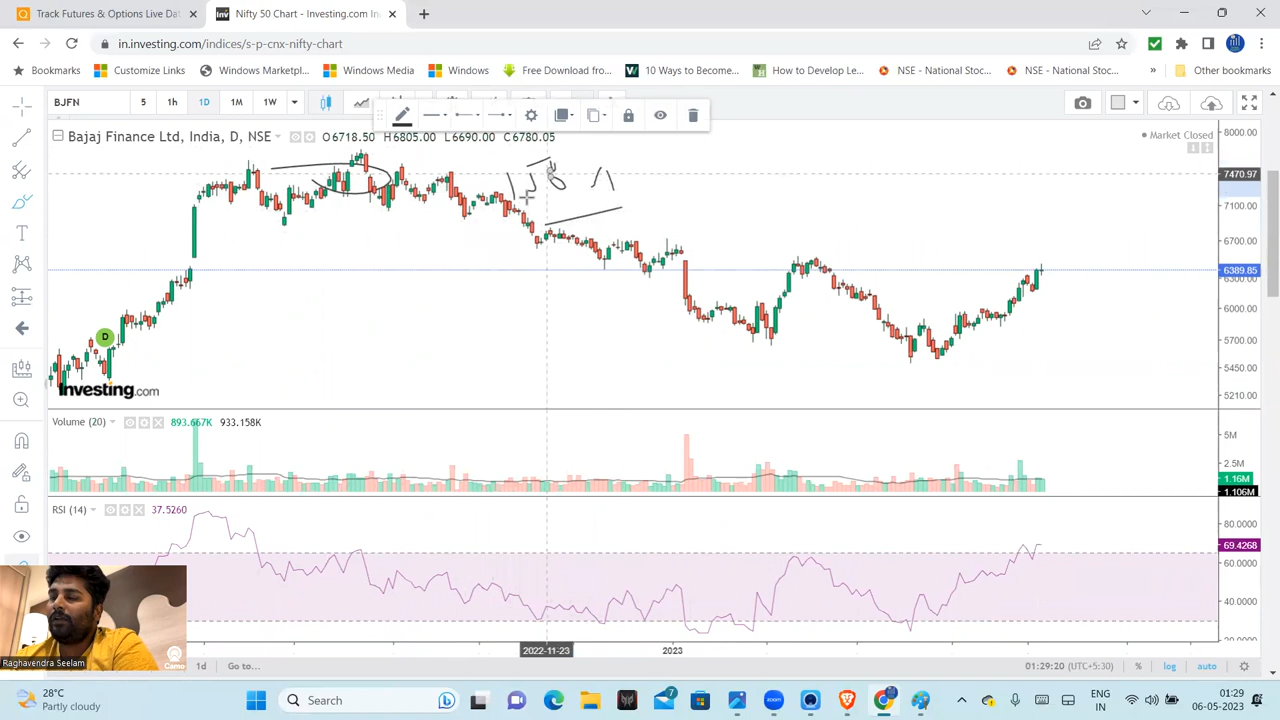 Track Futures & Options Live Dat
Nifty 50 Chart - Investing.com In
in.investing.com/indices/s-p-cnx-nifty-chart
Bookmarks Customize Links Windows Marketpl... Windows Media Windows Free Download fro... 10 Ways to Become... How to Develop Le... NSE - National Stoc... NSE - National Stoc... » Other bookmarks
BJFN 5 1h 1D 1M 1W
Bajaj Finance Ltd, India, D, NSE O6718.50 H6805.00 L6690.00 C6780.05
Market Closed
8000.00
7470.97
7100.00
6700.00
6389.85
6000.00
5700.00
5450.00
5210.00
D
Investing.com
Volume (20) 893.667K 933.158K
5M
2.5M
1.16M
1.106M
RSI (14) 37.5260
80.0000
69.4268
60.0000
40.0000
20.0000
2022-11-23 2023
Raghavendra Seelam
Camo
1d Go to... 01:29:20 (UTC+5:30) % log auto
28°C
Partly cloudy
Search
7
zoom
ENG
IN
01:29
06-05-2023